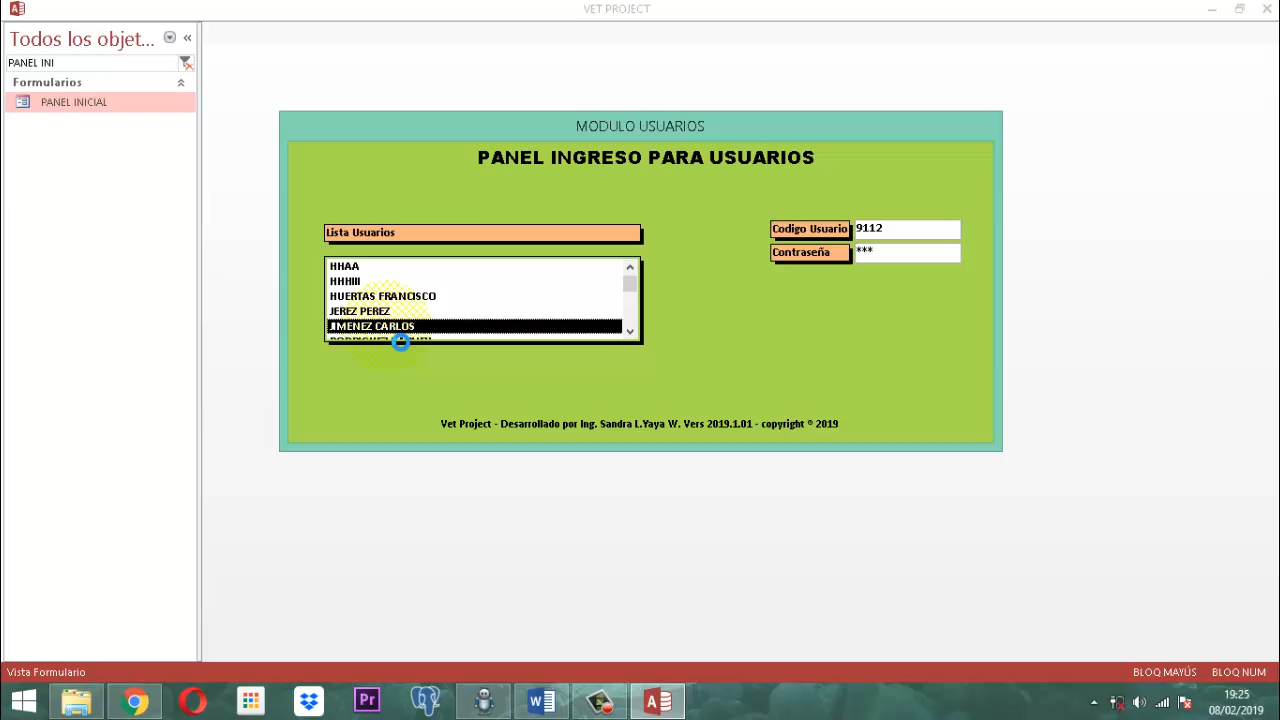 VET PROJECT
Todos los objet...
PANEL INI
Formularios
PANEL INICIAL
MODULO USUARIOS
PANEL INGRESO PARA USUARIOS
Lista Usuarios
HHAA
HHHIII
HUERTAS FRANCISCO
JEREZ PEREZ
JIMENEZ CARLOS
Codigo Usuario 9112
Contraseña ***
Vet Project - Desarrollado por Ing. Sandra L.Yaya W. Vers 2019.1.01 - copyright © 2019
Vista Formulario
BLOQ MAYÚS BLOQ NUM
Pr
19:25
08/02/2019